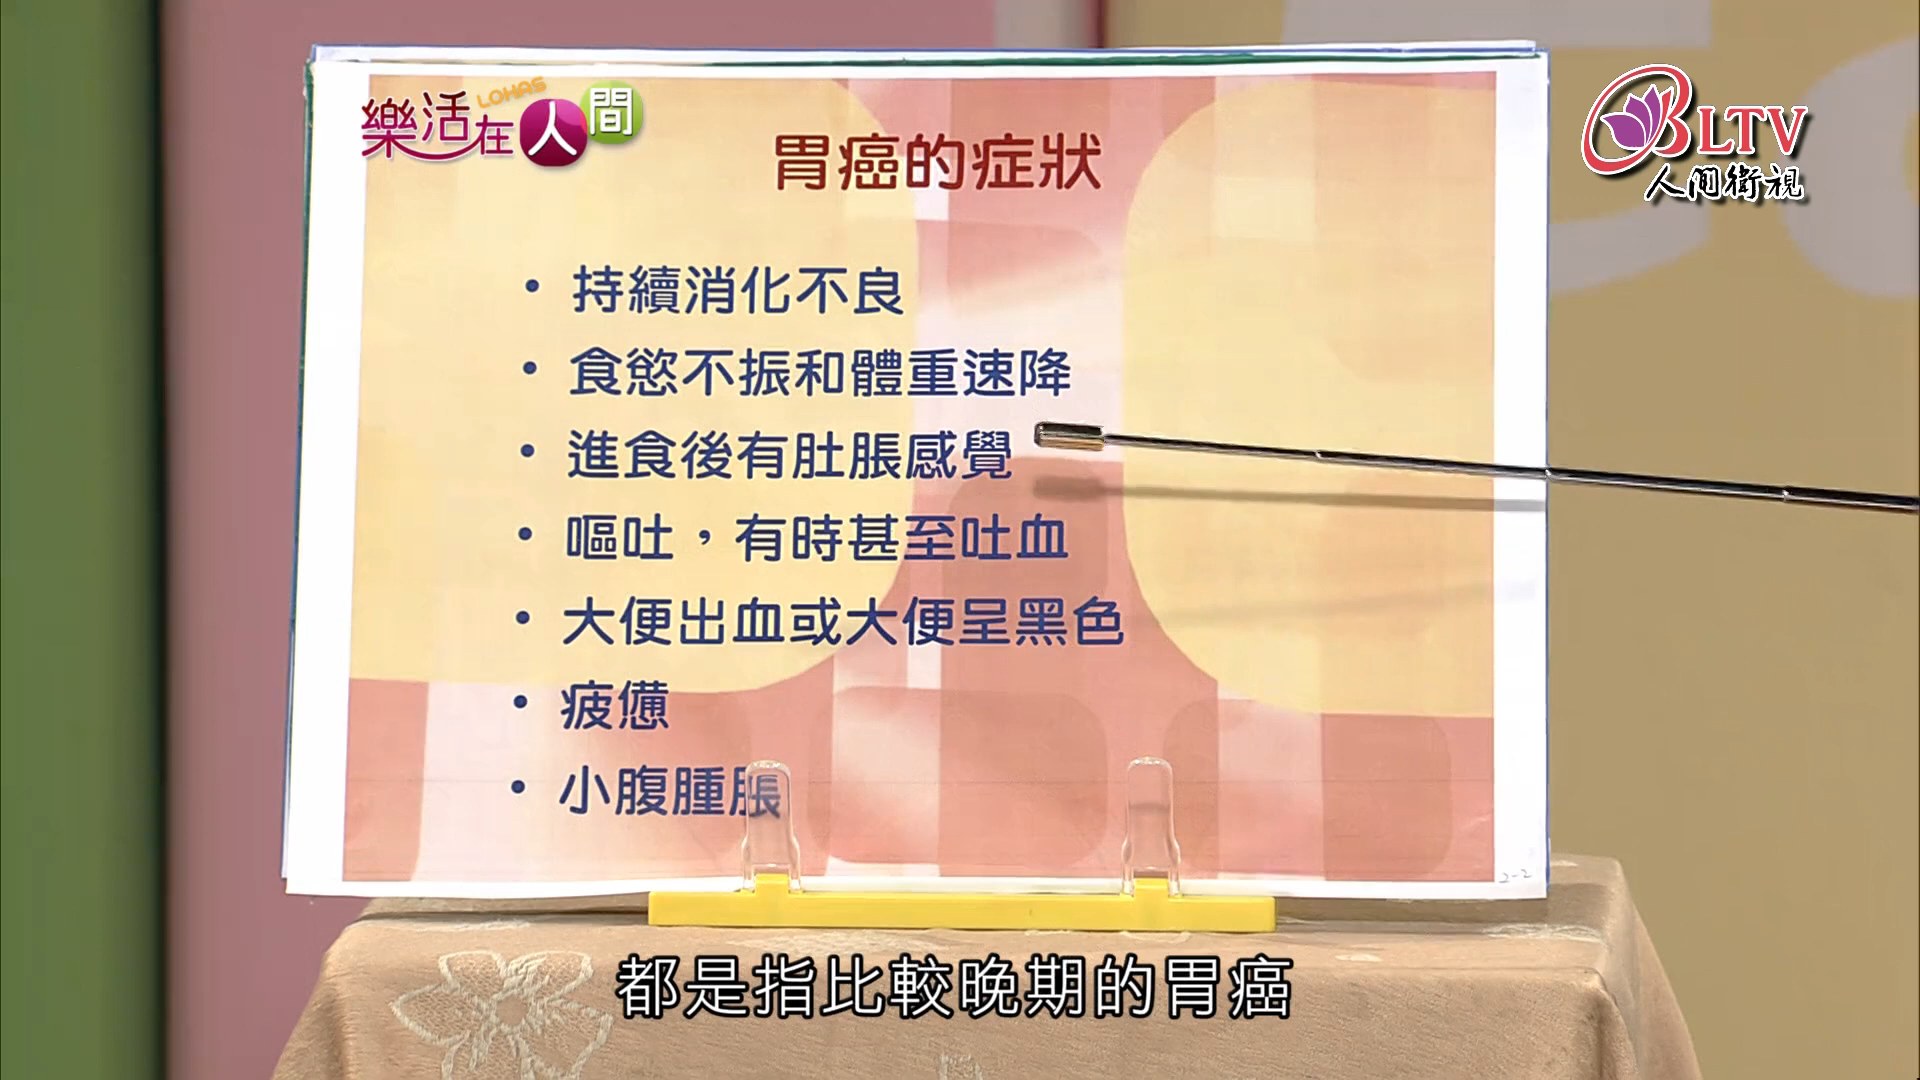 樂活在人間
LOHAS
BLTV
人間衛視
胃癌的症狀
• 持續消化不良
• 食慾不振和體重速降
• 進食後有肚脹感覺
• 嘔吐，有時甚至吐血
• 大便出血或大便呈黑色
• 疲憊
• 小腹腫脹
2-2
都是指比較晚期的胃癌